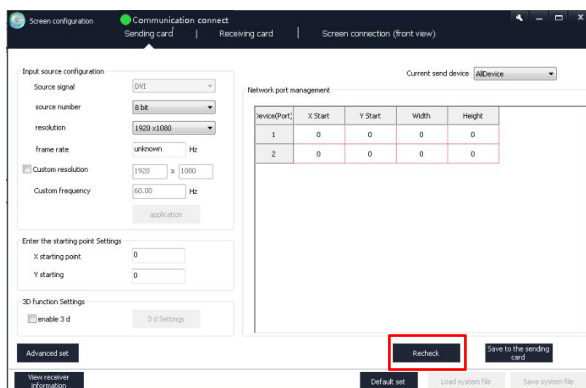 Screen configuration
Communication connect
Sending card | Receiving card | Screen connection (front view)
Input source configuration
Current send device AllDevice
Source signal DVI
Network port management
source number 8 bit
resolution 1920 x1080
frame rate unknown Hz
Custom resolution 1920 x 1080
Custom frequency 60.00 Hz
application
Device(Port) X Start Y Start Width Height
1 0 0 0 0
2 0 0 0 0
Enter the starting point Settings
X starting point 0
Y starting 0
3D function Settings
enable 3 d 3 d Settings
Advanced set
Recheck
Save to the sending card
View receiver information
Default set
Load system file
Save system file